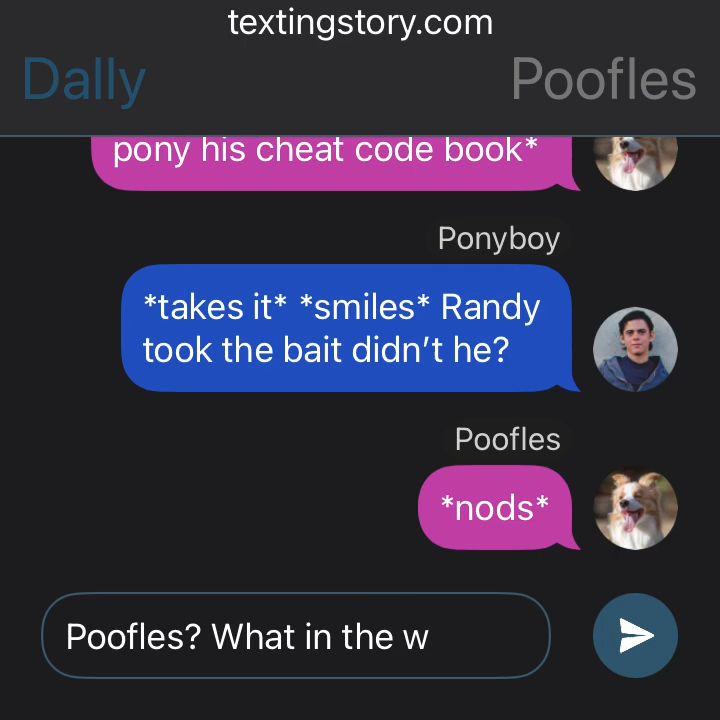 textingstory.com
Dally
Poofles
pony his cheat code book*
Ponyboy
*takes it* *smiles* Randy
took the bait didn’t he?
Poofles
*nods*
Poofles? What in the w